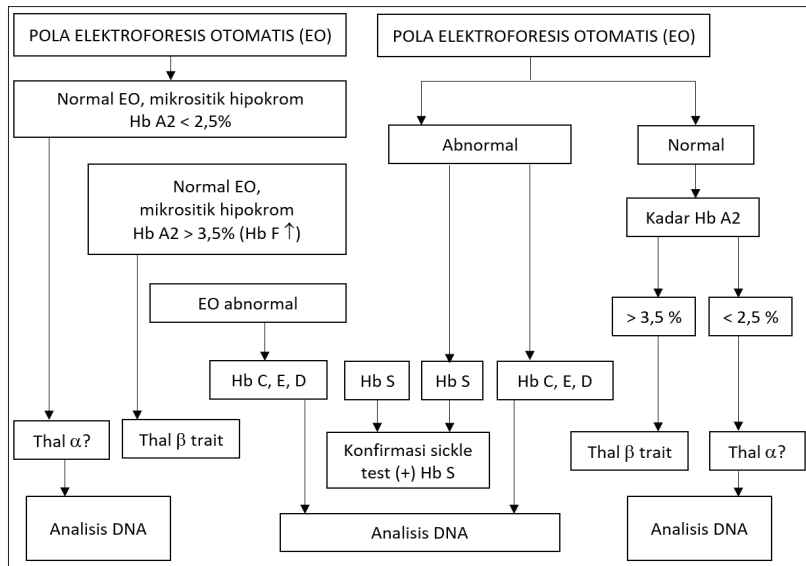 POLA ELEKTROFORESIS OTOMATIS (EO)
POLA ELEKTROFORESIS OTOMATIS (EO)
Normal EO, mikrositik hipokrom
Hb A2 < 2,5%
Abnormal
Normal
Normal EO,
mikrositik hipokrom
Hb A2 > 3,5% (Hb F ↑)
Kadar Hb A2
EO abnormal
> 3,5 %
< 2,5 %
Hb C, E, D
Hb S
Hb S
Hb C, E, D
Thal α?
Thal β trait
Konfirmasi sickle
test (+) Hb S
Thal β trait
Thal α?
Analisis DNA
Analisis DNA
Analisis DNA